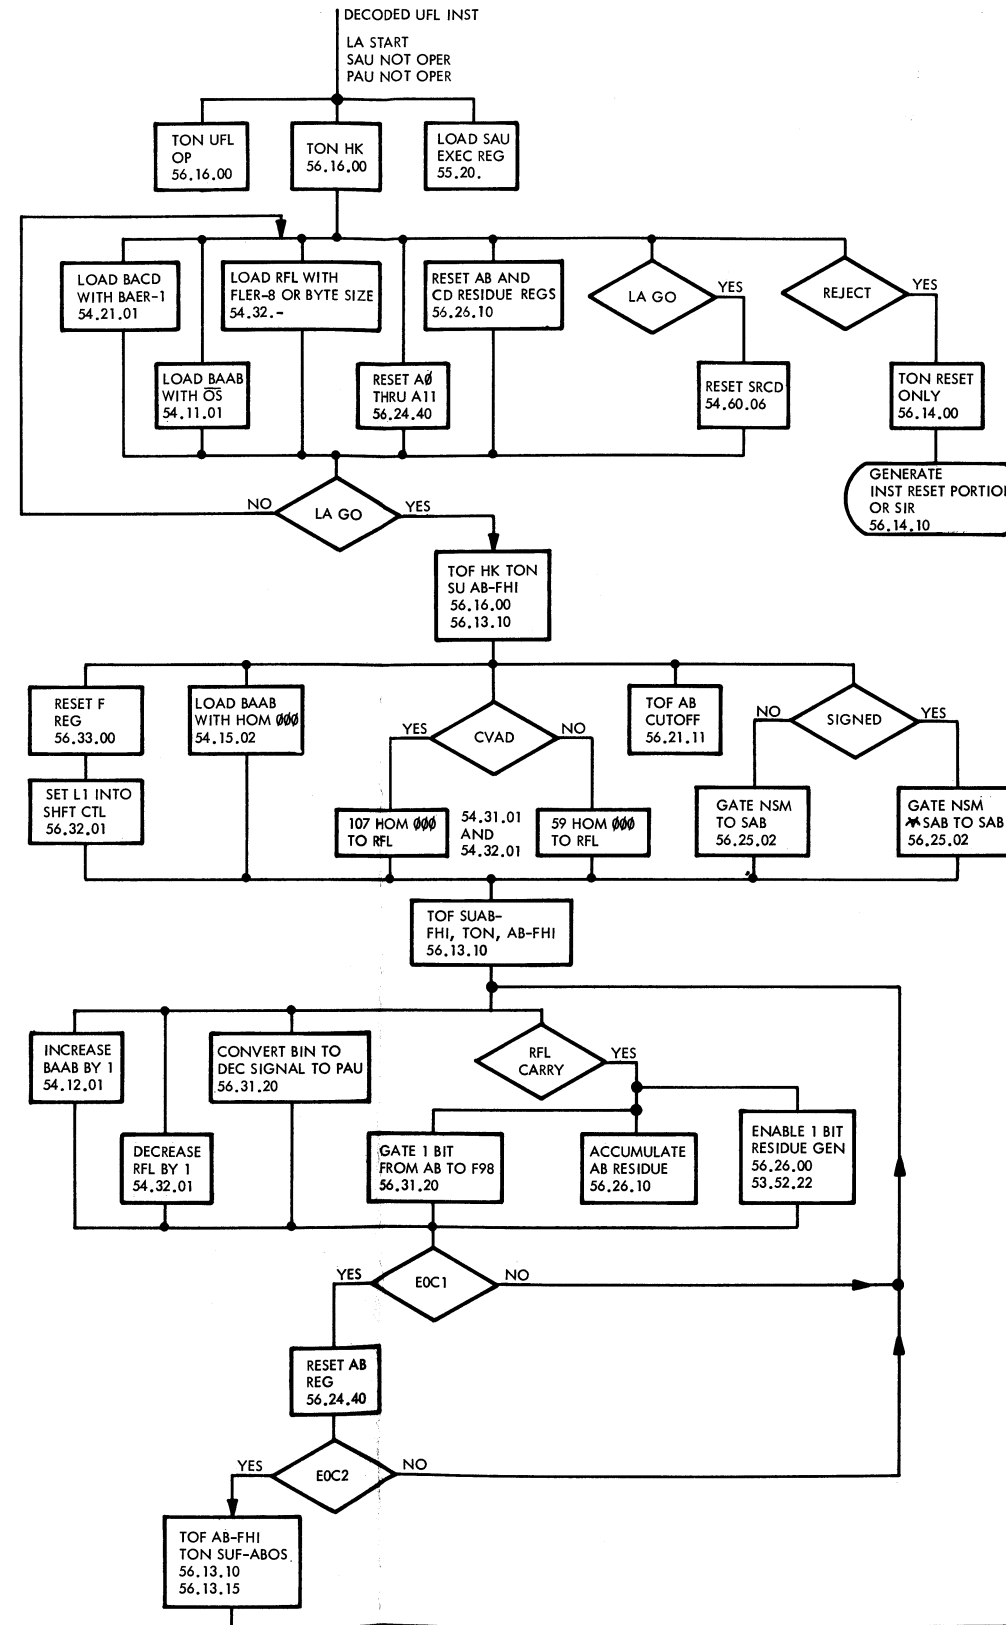 DECODED UFL INST
LA START
SAU NOT OPER
PAU NOT OPER
TON UFL
OP
56.16.00
TON HK
56.16.00
LOAD SAU
EXEC REG
55.20.
LOAD BACD
WITH BAER-1
54.21.01
LOAD RFL WITH
FLER-8 OR BYTE SIZE
54.32.-
RESET AB AND
CD RESIDUE REGS
56.26.10
LA GO
YES
REJECT
YES
LOAD BAAB
WITH O̅S̅
54.11.01
RESET AØ
THRU A11
56.24.40
RESET SRCD
54.60.06
TON RESET
ONLY
56.14.00
GENERATE
INST RESET PORTIO
OR SIR
56.14.10
NO
LA GO
YES
TOF HK TON
SU AB-FHI
56.16.00
56.13.10
RESET F
REG
56.33.00
LOAD BAAB
WITH HOM ØØØ
54.15.02
YES
CVAD
NO
TOF AB
CUTOFF
56.21.11
NO
SIGNED
YES
SET L1 INTO
SHFT CTL
56.32.01
107 HOM ØØØ
TO RFL
54.31.01
AND
54.32.01
59 HOM ØØØ
TO RFL
GATE NSM
TO SAB
56.25.02
GATE NSM
⊻ SAB TO SAB
56.25.02
TOF SUAB-
FHI, TON, AB-FHI
56.13.10
INCREASE
BAAB BY 1
54.12.01
CONVERT BIN TO
DEC SIGNAL TO PAU
56.31.20
RFL
CARRY
YES
DECREASE
RFL BY 1
54.32.01
GATE 1 BIT
FROM AB TO F98
56.31.20
ACCUMULATE
AB RESIDUE
56.26.10
ENABLE 1 BIT
RESIDUE GEN
56.26.00
53.52.22
YES
E0C1
NO
RESET AB
REG
56.24.40
YES
E0C2
NO
TOF AB-FHI
TON SUF-ABOS
56.13.10
56.13.15